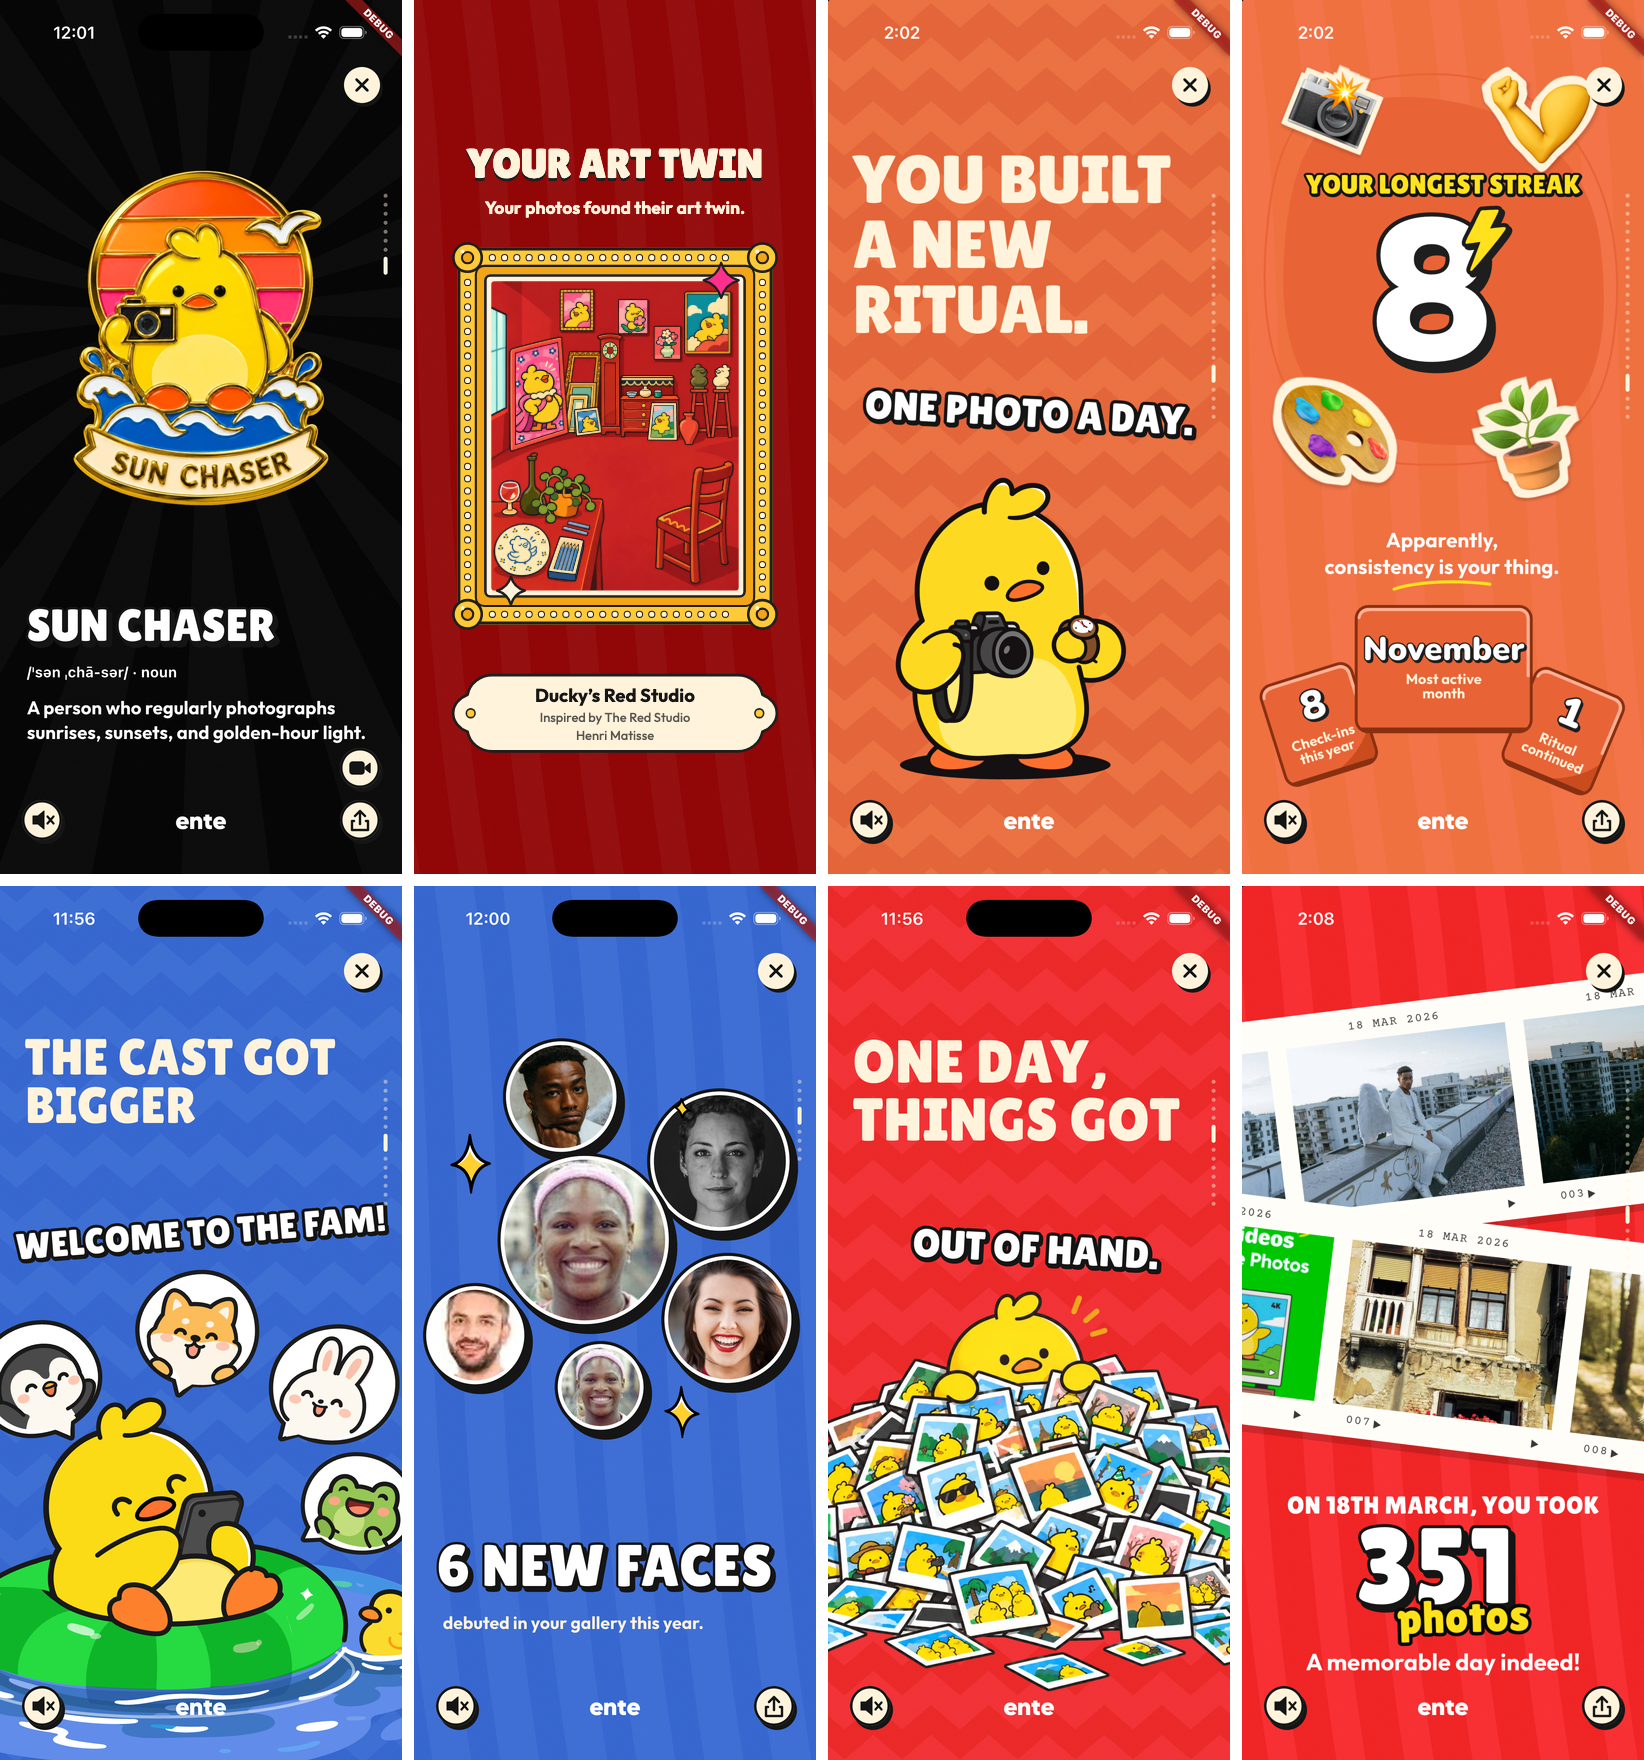 12:01
DEBUG
SUN CHASER
SUN CHASER
/'sən ˌchā-sər/ · noun
A person who regularly photographs
sunrises, sunsets, and golden-hour light.
ente
YOUR ART TWIN
Your photos found their art twin.
Ducky's Red Studio
Inspired by The Red Studio
Henri Matisse
2:02
DEBUG
YOU BUILT
A NEW
RITUAL.
ONE PHOTO A DAY.
ente
2:02
DEBUG
YOUR LONGEST STREAK
8
Apparently,
consistency is your thing.
November
Most active
month
8
Check-ins
this year
1
Ritual
continued
ente
11:56
DEBUG
THE CAST GOT
BIGGER
WELCOME TO THE FAM!
ente
12:00
DEBUG
6 NEW FACES
debuted in your gallery this year.
ente
11:56
DEBUG
ONE DAY,
THINGS GOT
OUT OF HAND.
ente
2:08
DEBUG
18 MAR
18 MAR 2026
003
2026
18 MAR 2026
ideos
Photos
4K
007
008
ON 18TH MARCH, YOU TOOK
351
photos
A memorable day indeed!
ente